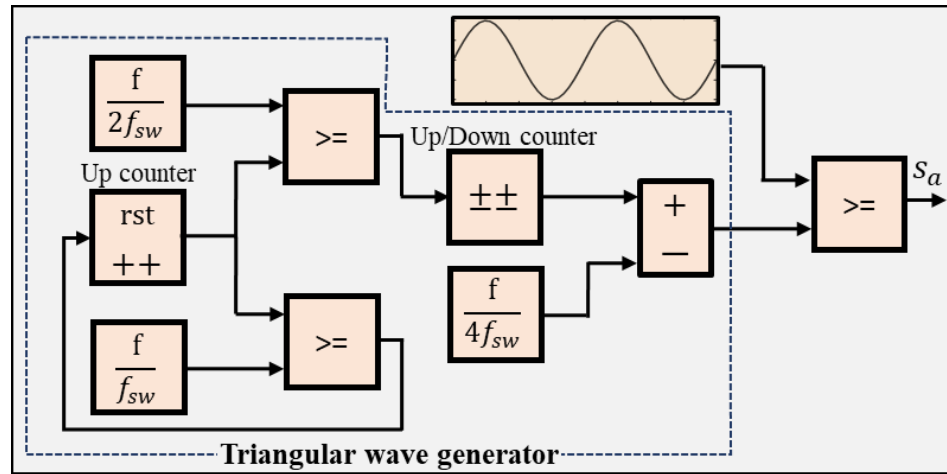 f
2f_sw
>=
Up/Down counter
Up counter
rst
++
±±
+
−
>=
S_a
f
4f_sw
f
f_sw
>=
Triangular wave generator